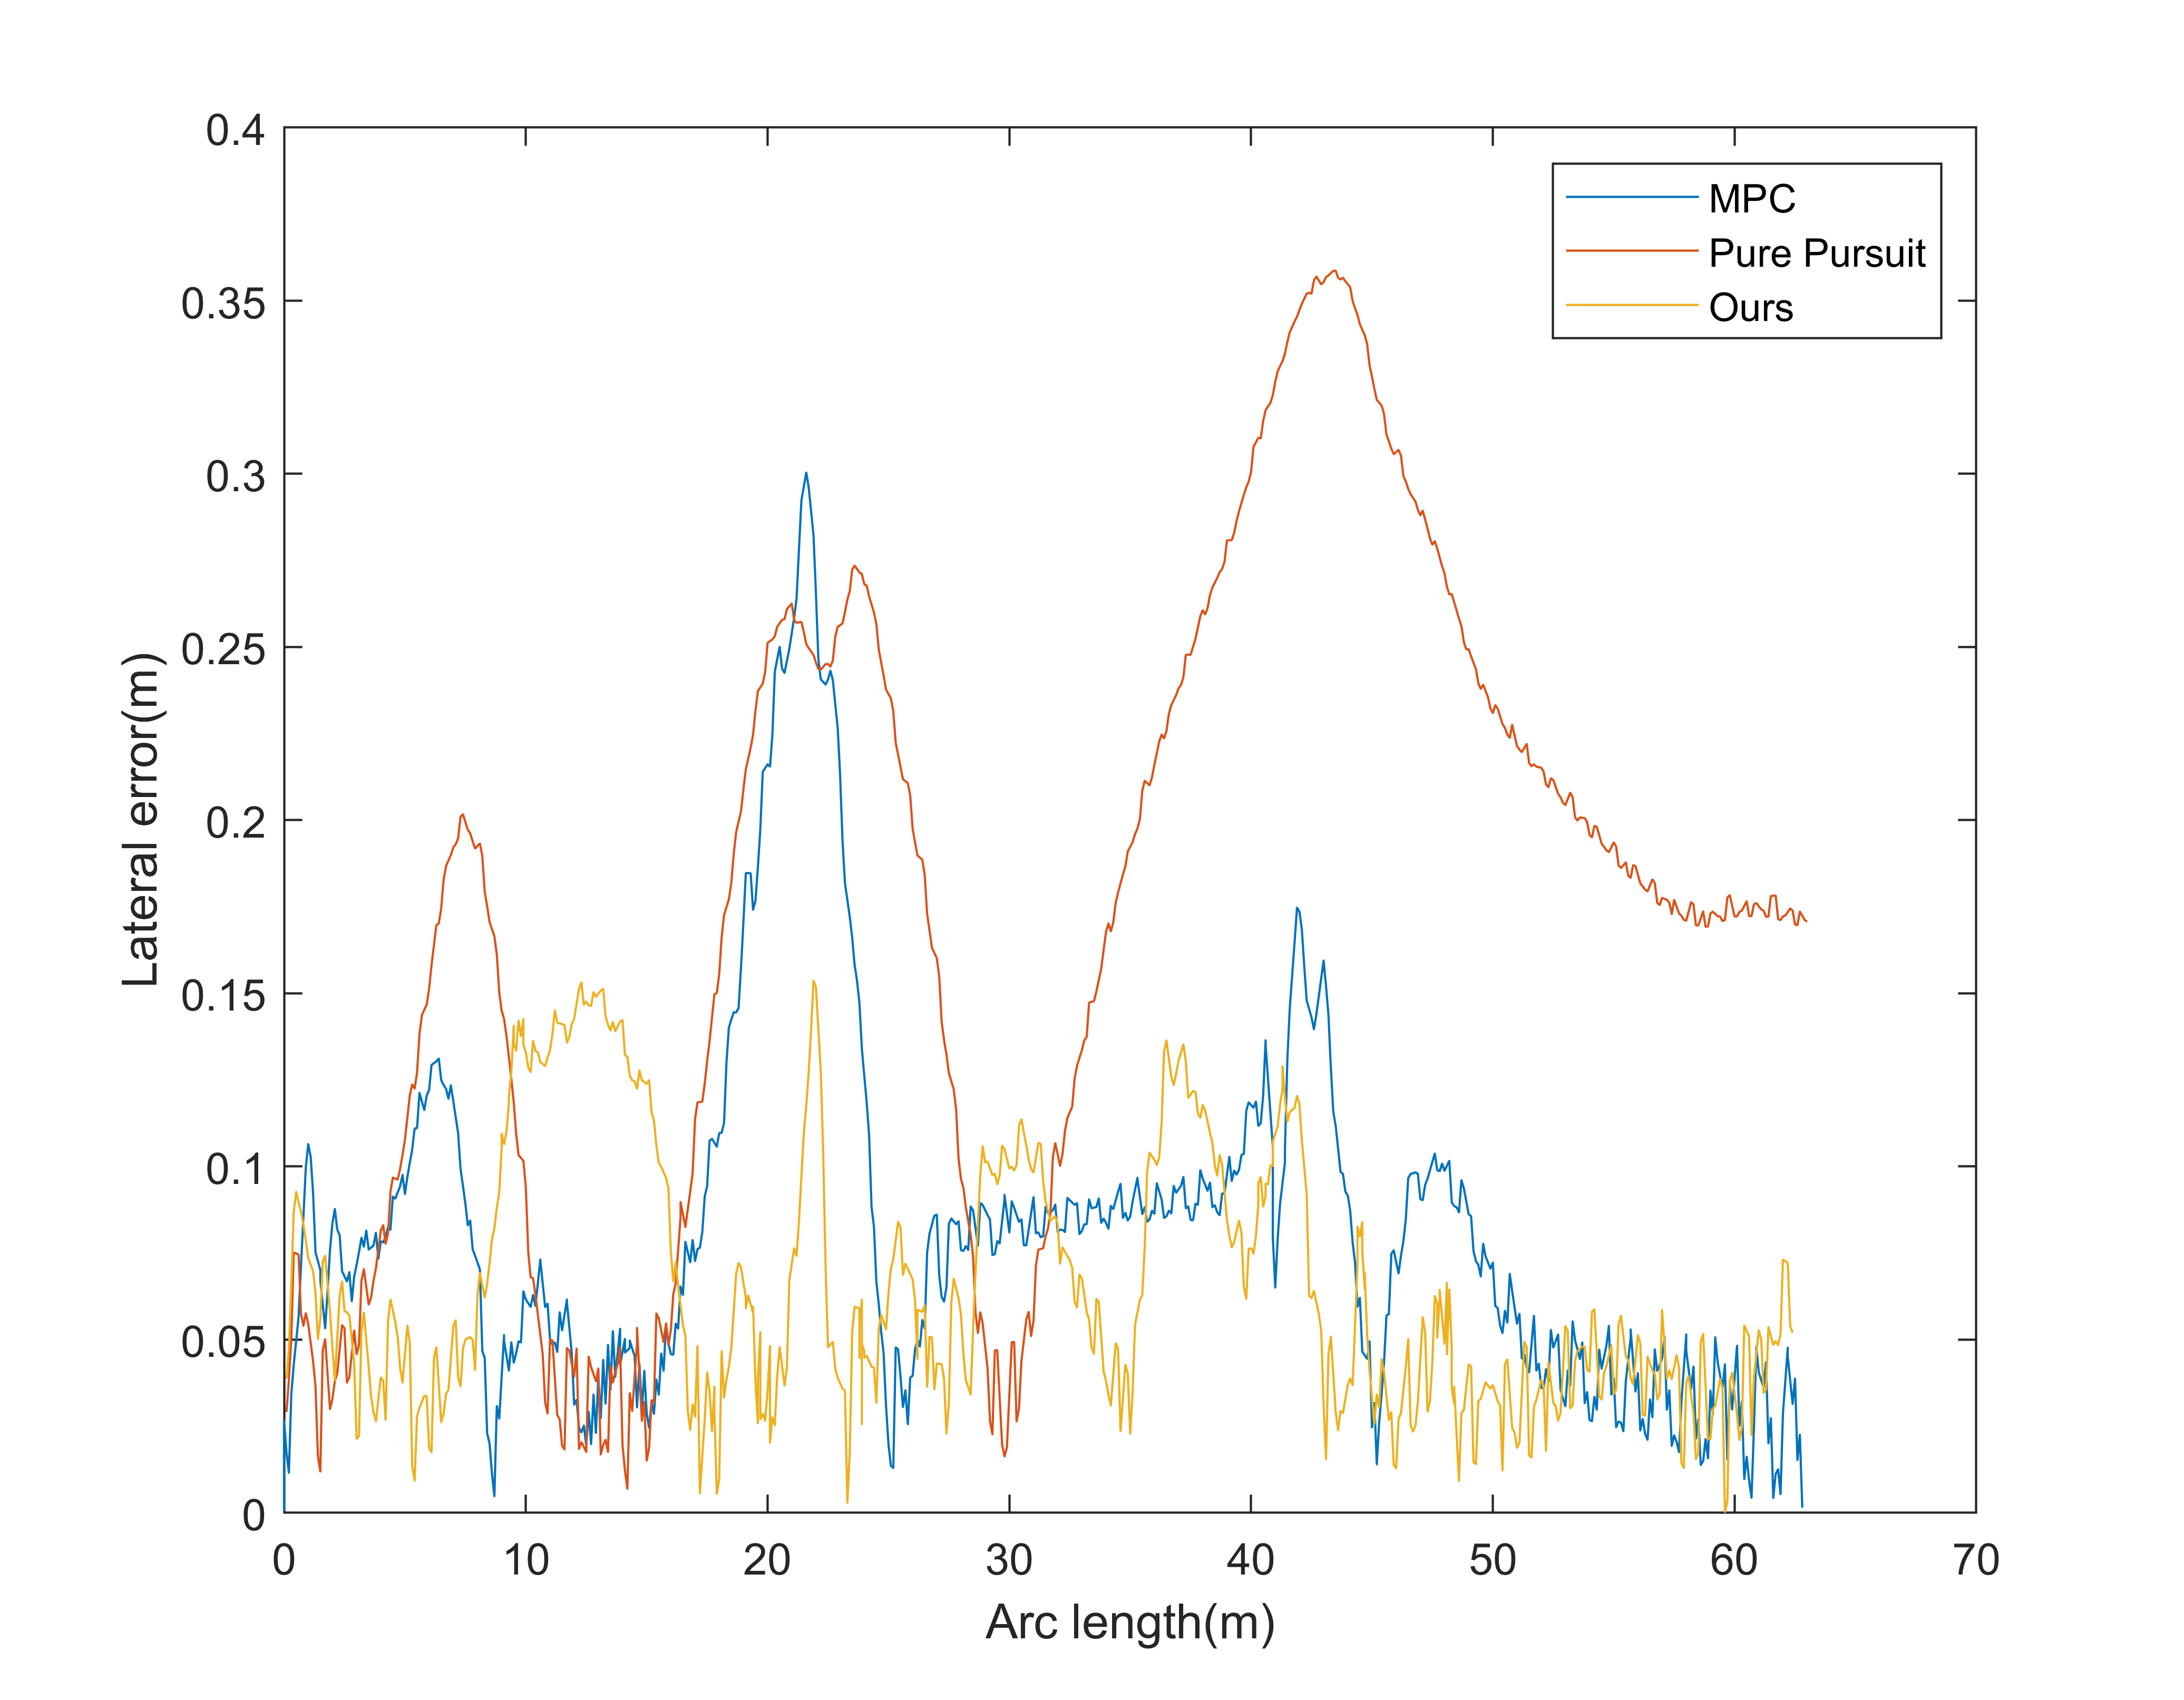 0.4
0.35
0.3
0.25
0.2
0.15
0.1
0.05
0
Lateral error(m)
MPC
Pure Pursuit
Ours
0 10 20 30 40 50 60 70
Arc length(m)